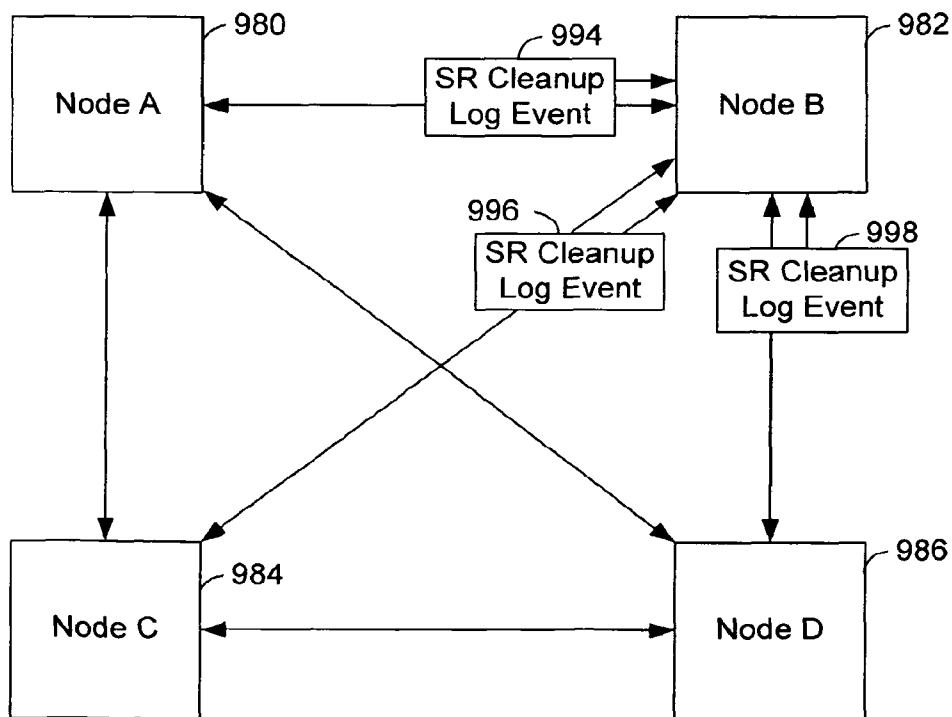 980
994
982
Node A
SR Cleanup
Log Event
Node B
996
SR Cleanup
Log Event
998
SR Cleanup
Log Event
984
986
Node C
Node D